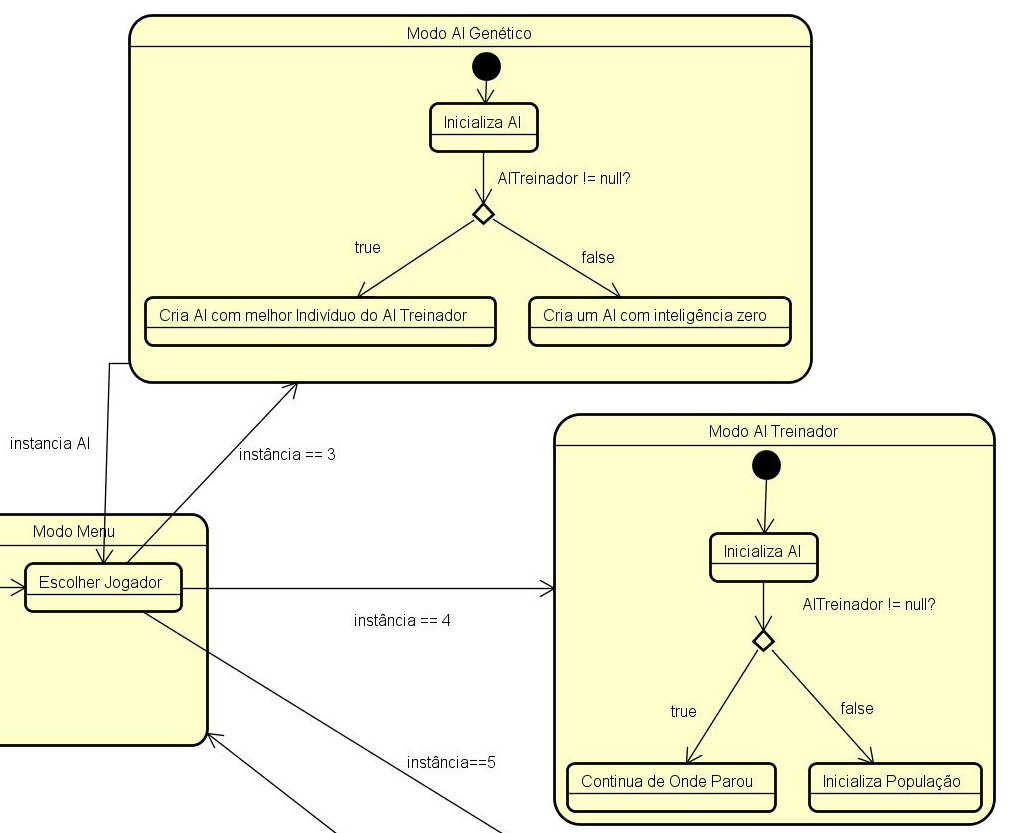 Modo AI Genético
Inicializa AI
AITreinador != null?
true
false
Cria AI com melhor Indivíduo do AI Treinador
Cria um AI com inteligência zero
instancia AI
instância == 3
Modo Menu
Escolher Jogador
instância == 4
instância==5
Modo AI Treinador
Inicializa AI
AITreinador != null?
true
false
Continua de Onde Parou
Inicializa População